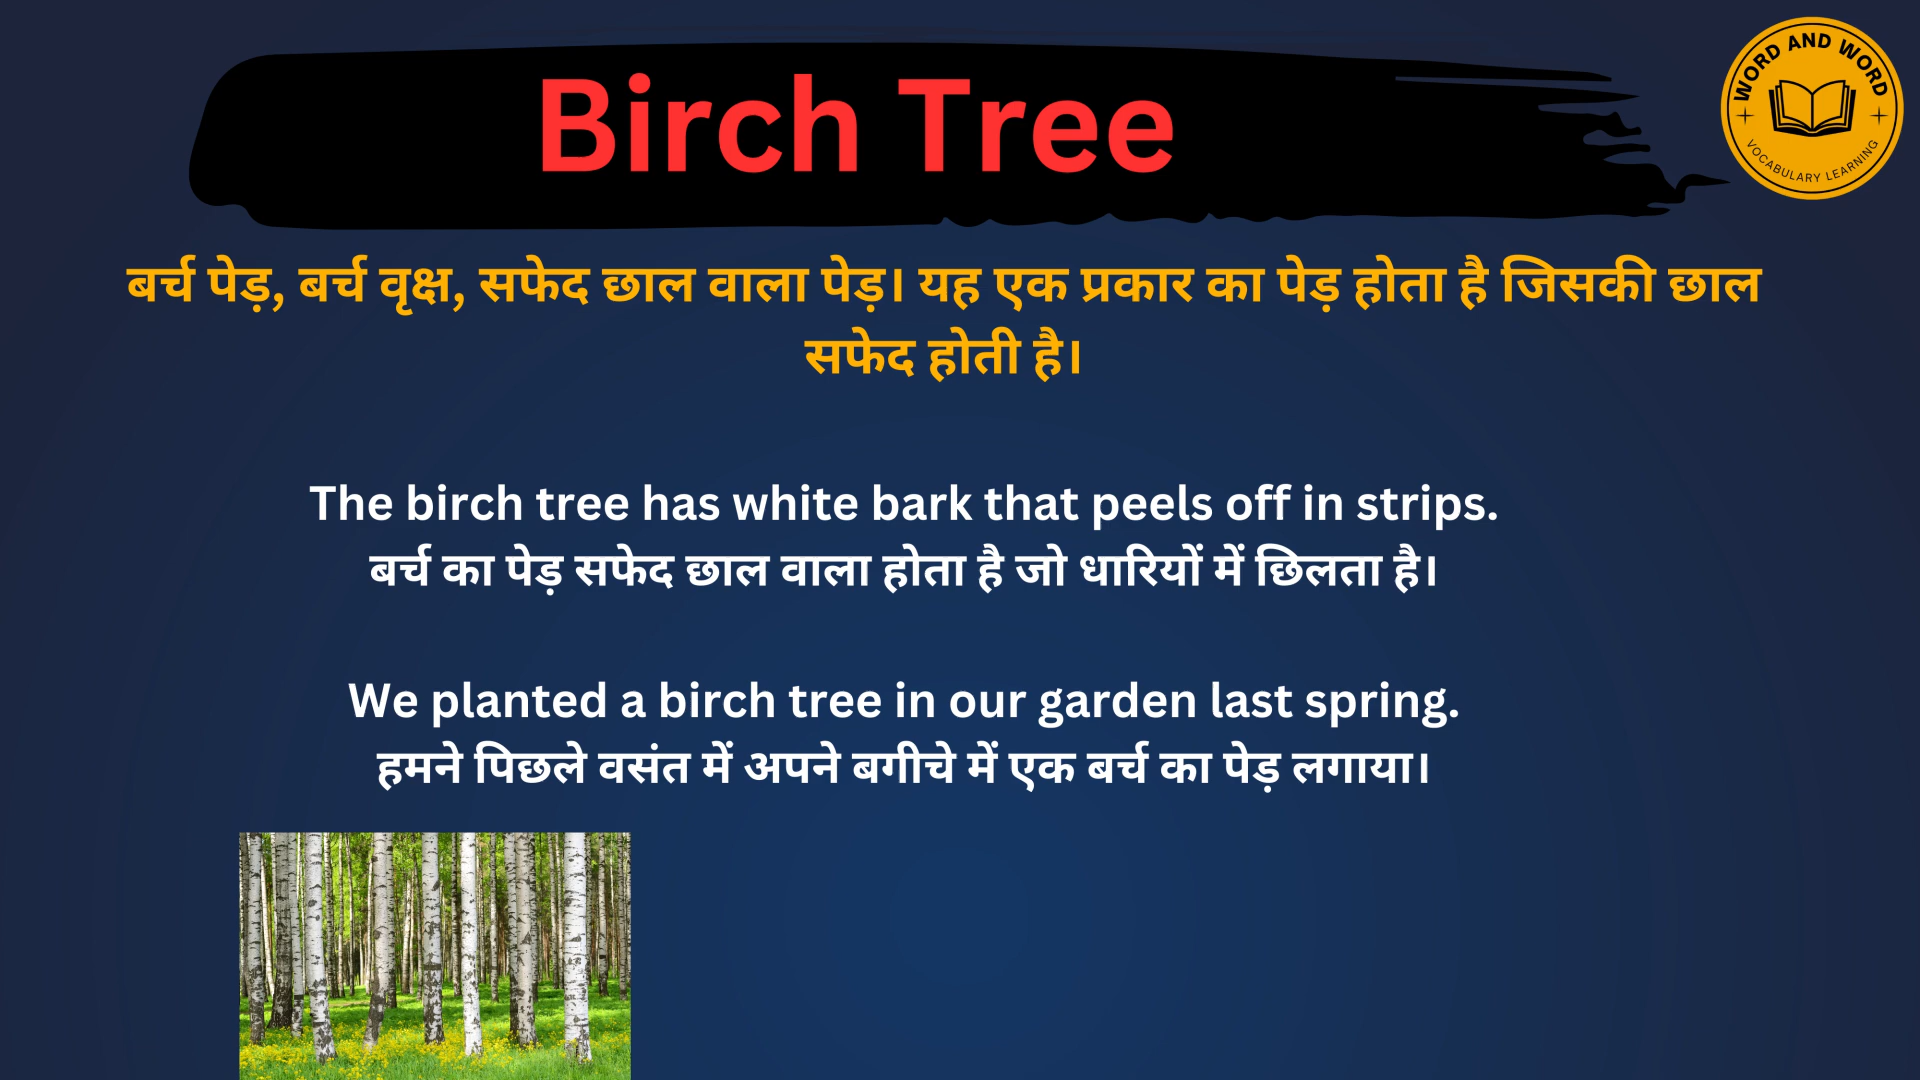 Birch Tree
WORD AND WORD
VOCABULARY LEARNING
बर्च पेड़, बर्च वृक्ष, सफेद छाल वाला पेड़। यह एक प्रकार का पेड़ होता है जिसकी छाल
सफेद होती है।
The birch tree has white bark that peels off in strips.
बर्च का पेड़ सफेद छाल वाला होता है जो धारियों में छिलता है।
We planted a birch tree in our garden last spring.
हमने पिछले वसंत में अपने बगीचे में एक बर्च का पेड़ लगाया।